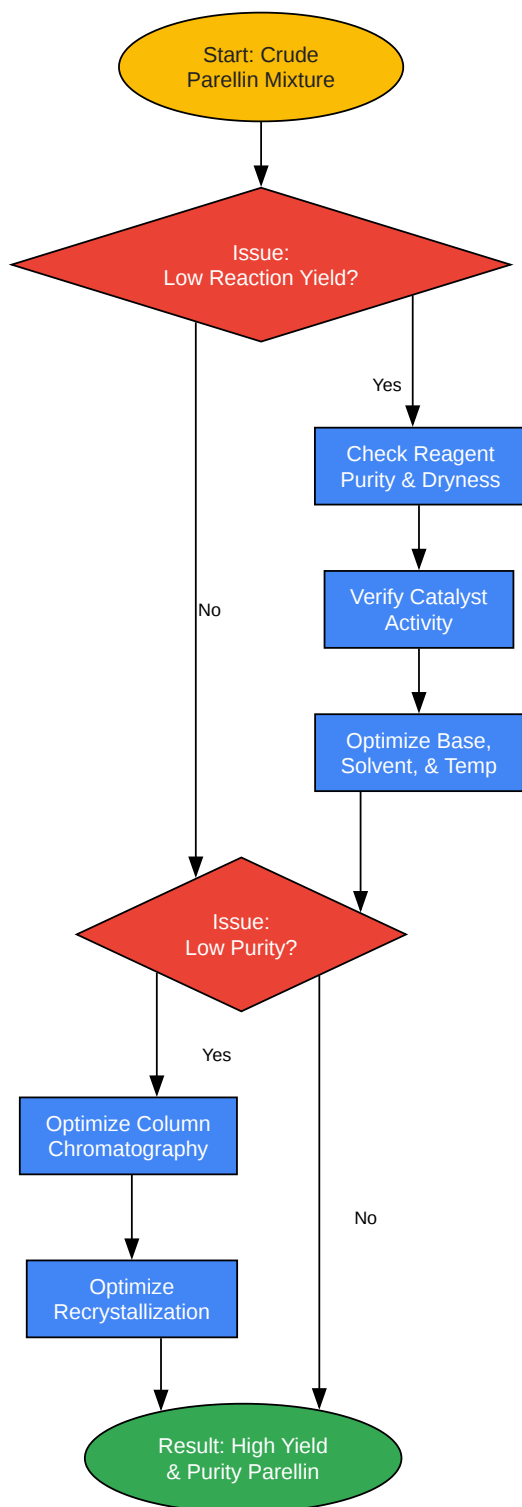 Start: Crude
Parellin Mixture
Issue:
Low Reaction Yield?
Yes
Check Reagent
Purity & Dryness
Verify Catalyst
Activity
No
Optimize Base,
Solvent, & Temp
Issue:
Low Purity?
Yes
Optimize Column
Chromatography
No
Optimize
Recrystallization
Result: High Yield
& Purity Parellin